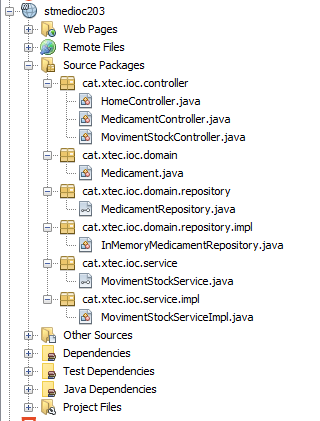 stmedioc203
Web Pages
Remote Files
Source Packages
cat.xtec.ioc.controller
HomeController.java
MedicamentController.java
MovimentStockController.java
cat.xtec.ioc.domain
Medicament.java
cat.xtec.ioc.domain.repository
MedicamentRepository.java
cat.xtec.ioc.domain.repository.impl
InMemoryMedicamentRepository.java
cat.xtec.ioc.service
MovimentStockService.java
cat.xtec.ioc.service.impl
MovimentStockServiceImpl.java
Other Sources
Dependencies
Test Dependencies
Java Dependencies
Project Files